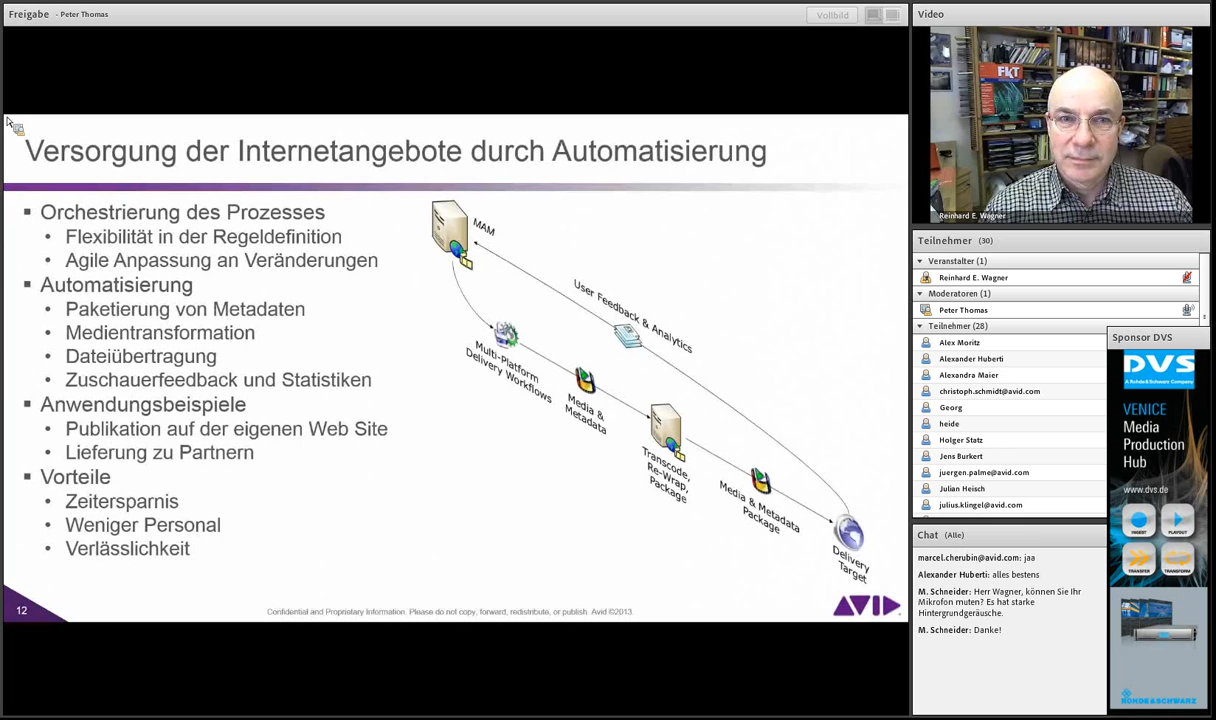 Freigabe - Peter Thomas
Vollbild
Versorgung der Internetangebote durch Automatisierung
Orchestrierung des Prozesses
Flexibilität in der Regeldefinition
Agile Anpassung an Veränderungen
Automatisierung
Paketierung von Metadaten
Medientransformation
Dateiübertragung
Zuschauerfeedback und Statistiken
Anwendungsbeispiele
Publikation auf der eigenen Web Site
Lieferung zu Partnern
Vorteile
Zeitersparnis
Weniger Personal
Verlässlichkeit
MAM
User Feedback & Analytics
Multi-Platform
Delivery Workflows
Media &
Metadata
Transcode,
Re-Wrap,
Package
Media & Metadata
Package
Delivery
Target
12
Confidential and Proprietary Information. Please do not copy, forward, redistribute, or publish. Avid ©2013.
AVID
Video
FKT
Reinhard E. Wagner
Teilnehmer (30)
Veranstalter (1)
Reinhard E. Wagner
Moderatoren (1)
Peter Thomas
Teilnehmer (28)
Alex Moritz
Alexander Huberti
Alexandra Maier
christoph.schmidt@avid.com
Georg
heide
Holger Statz
Jens Burkert
juergen.palme@avid.com
Julian Heisch
julius.klingel@avid.com
Chat (Alle)
marcel.cherubin@avid.com: jaa
Alexander Huberti: alles bestens
M. Schneider: Herr Wagner, können Sie Ihr
Mikrofon muten? Es hat starke
Hintergrundgeräusche.
M. Schneider: Danke!
Sponsor DVS
DVS
A Rohde&Schwarz Company
VENICE
Media
Production
Hub
www.dvs.de
INGEST
PLAYOUT
TRANSFER
TRANSFORM
ROHDE&SCHWARZ